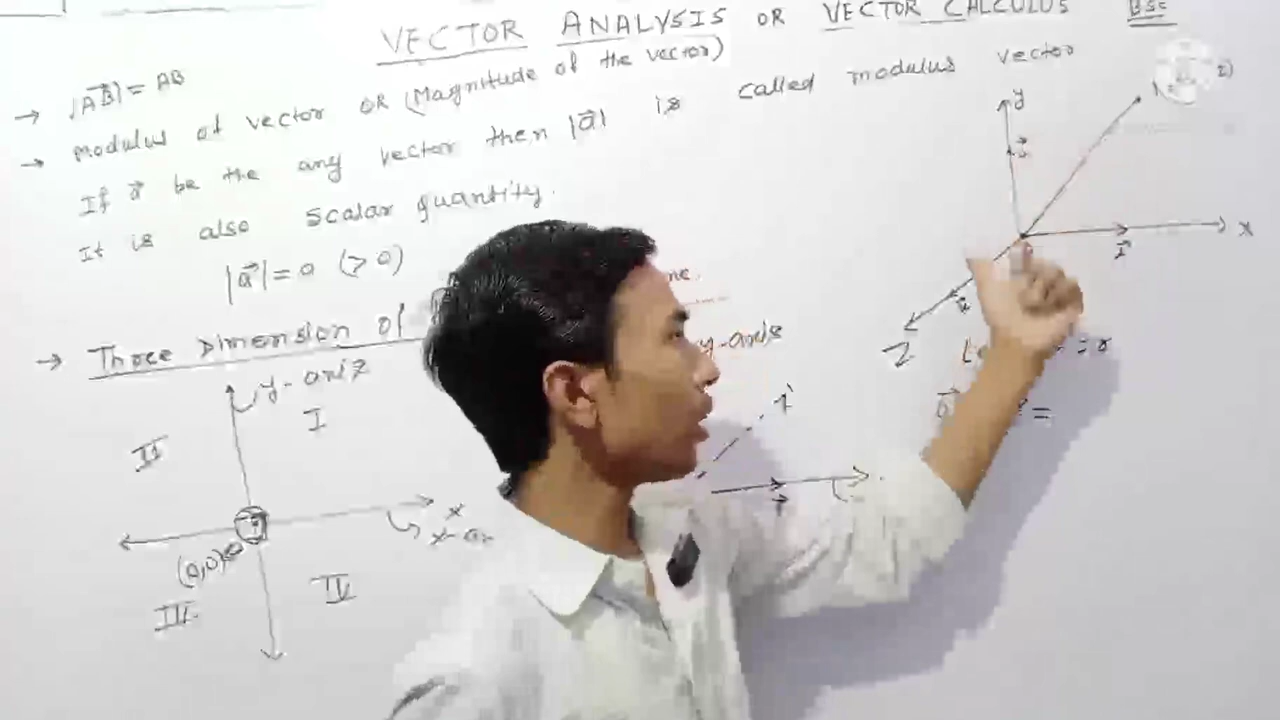 VECTOR ANALYSIS OR VECTOR CALCULUS BSC
→ |AB| = AB
→ Modulus of vector OR (Magnitude of the vector)
If a be the any vector then |a| is called modulus vector
It is also scalar quantity.
|a| = a (> 0)
→ Three Dimension of
ne.
y-axis
y-axiz
I
II
III
IV
(0,0)
x
y
x
Z
=